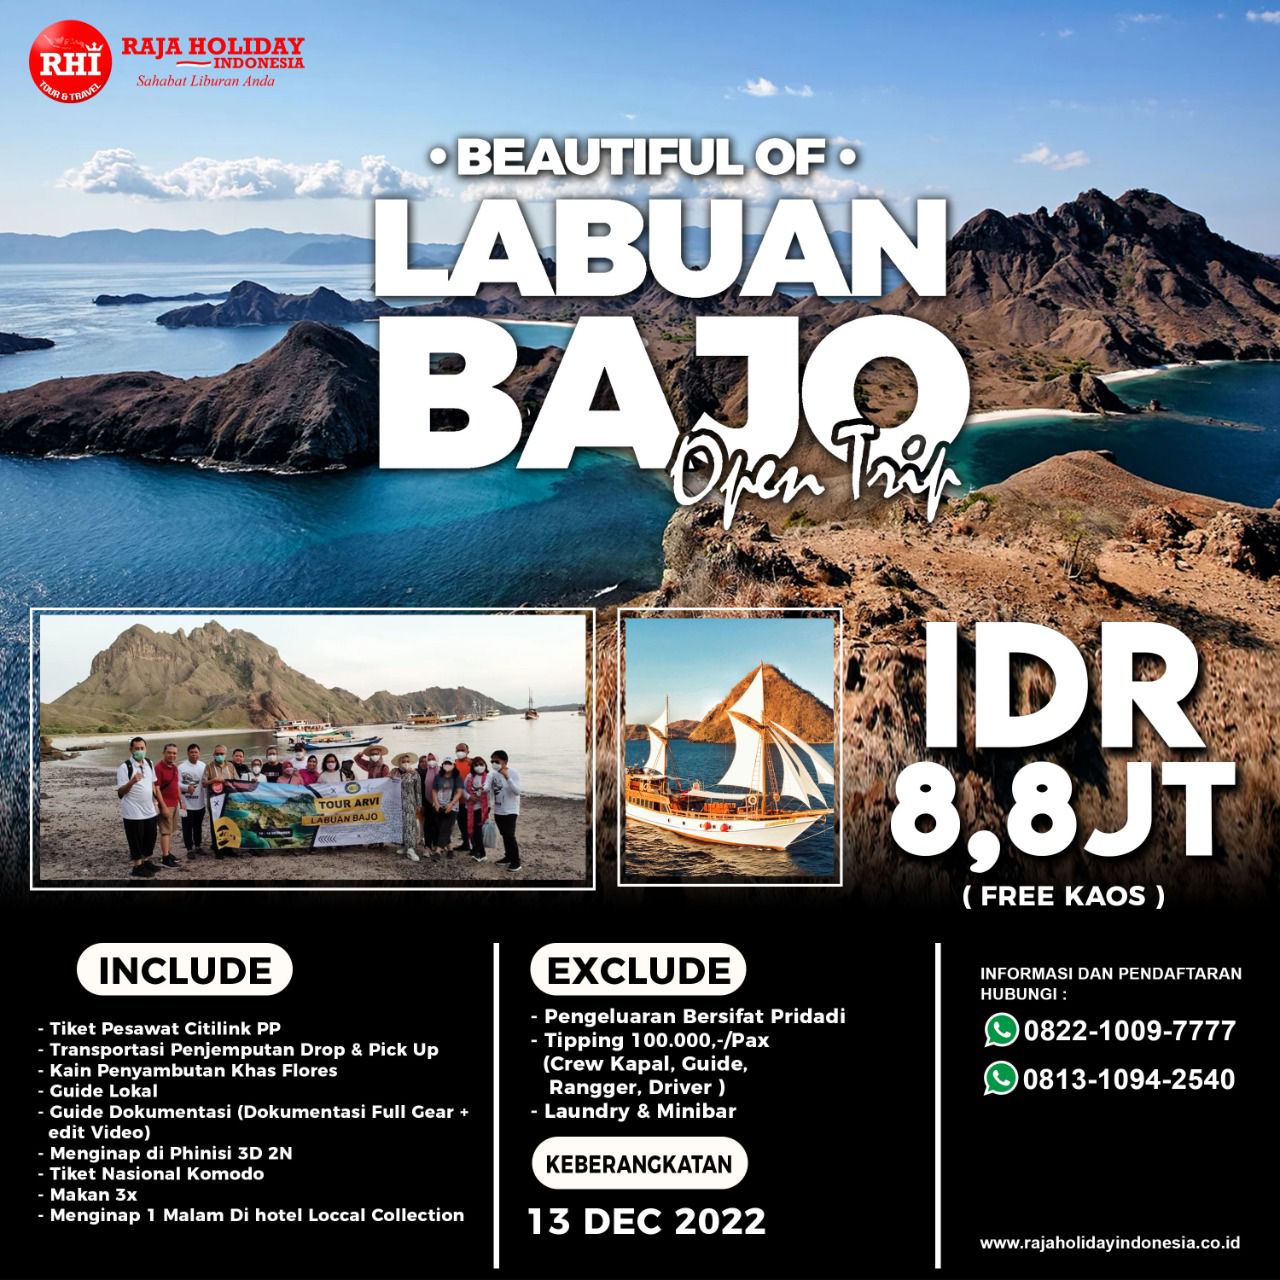 RHI
TOUR & TRAVEL
RAJA HOLIDAY
INDONESIA
Sahabat Liburan Anda
• BEAUTIFUL OF •
LABUAN
BAJO
Open Trip
TOUR ARVI
LABUAN BAJO
IDR
8,8JT
( FREE KAOS )
INCLUDE
- Tiket Pesawat Citilink PP
- Transportasi Penjemputan Drop & Pick Up
- Kain Penyambutan Khas Flores
- Guide Lokal
- Guide Dokumentasi (Dokumentasi Full Gear +
edit Video)
- Menginap di Phinisi 3D 2N
- Tiket Nasional Komodo
- Makan 3x
- Menginap 1 Malam Di hotel Loccal Collection
EXCLUDE
- Pengeluaran Bersifat Pridadi
- Tipping 100.000,-/Pax
(Crew Kapal, Guide,
Rangger, Driver )
- Laundry & Minibar
KEBERANGKATAN
13 DEC 2022
INFORMASI DAN PENDAFTARAN
HUBUNGI :
0822-1009-7777
0813-1094-2540
www.rajaholidayindonesia.co.id